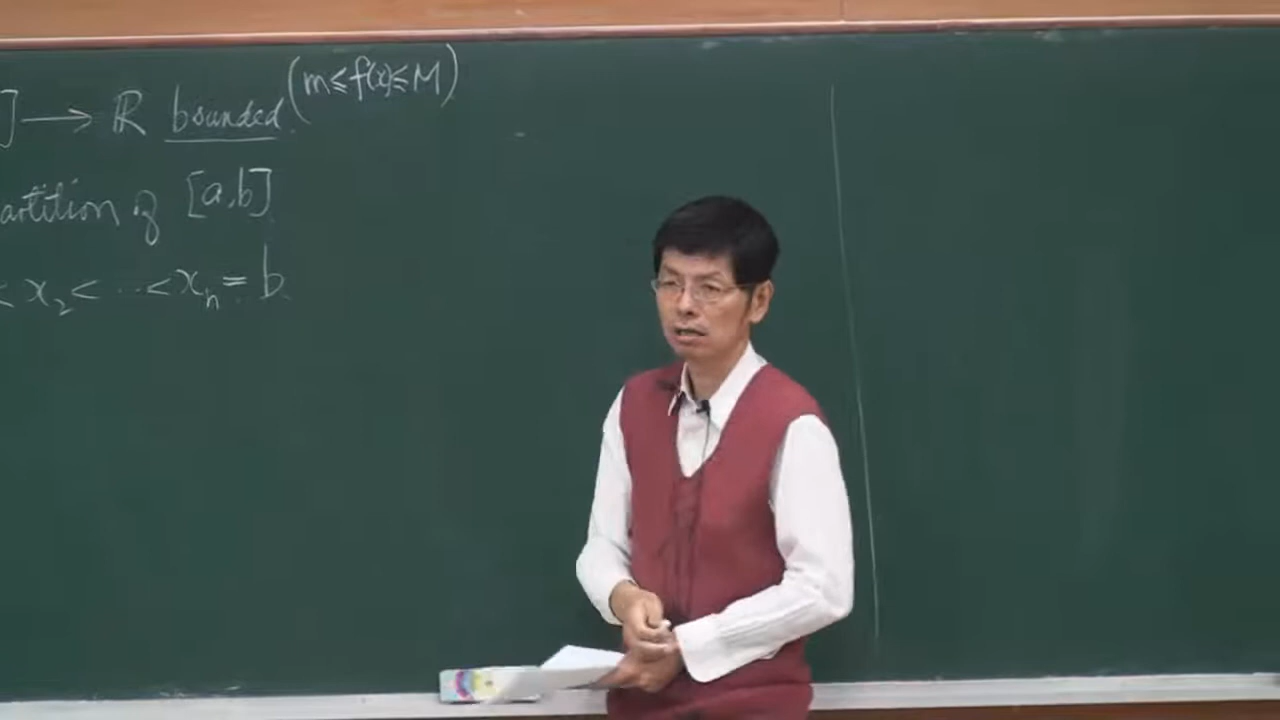 ] → ℝ bounded (m ≤ f(x) ≤ M)
artition of [a,b]
< x₂ < ... < xₙ = b